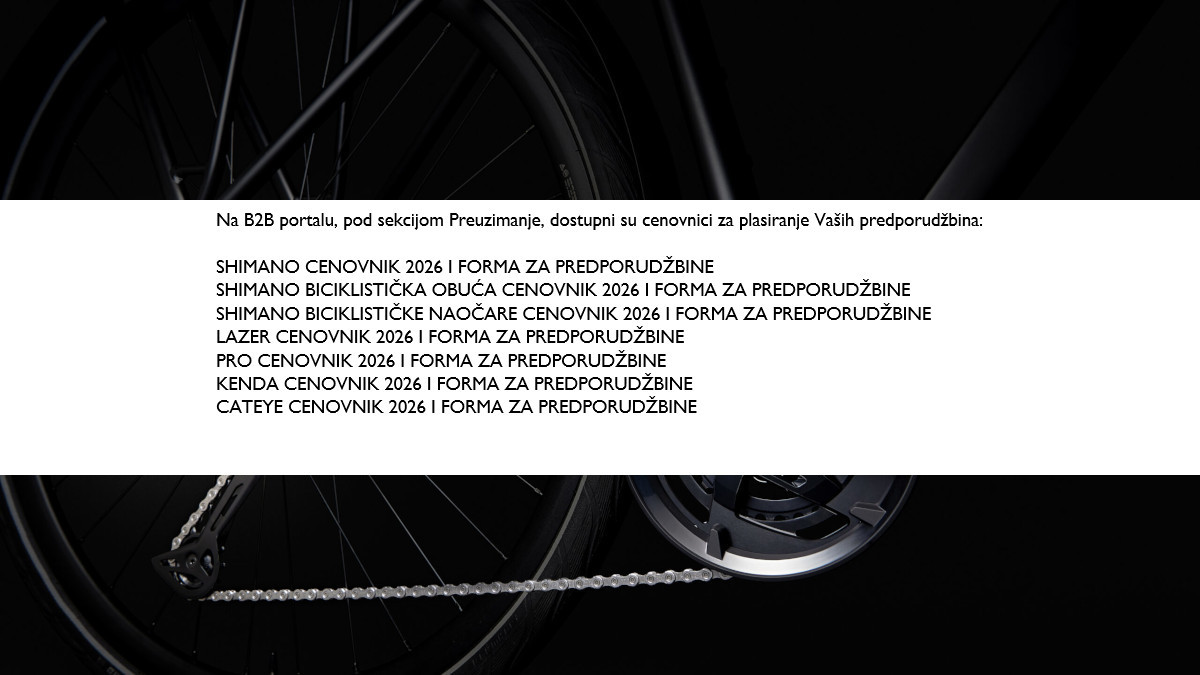 Na B2B portalu, pod sekcijom Preuzimanje, dostupni su cenovnici za plasiranje Vaših predporudžbina:
SHIMANO CENOVNIK 2026 I FORMA ZA PREDPORUDŽBINE
SHIMANO BICIKLISTIČKA OBUĆA CENOVNIK 2026 I FORMA ZA PREDPORUDŽBINE
SHIMANO BICIKLISTIČKE NAOČARE CENOVNIK 2026 I FORMA ZA PREDPORUDŽBINE
LAZER CENOVNIK 2026 I FORMA ZA PREDPORUDŽBINE
PRO CENOVNIK 2026 I FORMA ZA PREDPORUDŽBINE
KENDA CENOVNIK 2026 I FORMA ZA PREDPORUDŽBINE
CATEYE CENOVNIK 2026 I FORMA ZA PREDPORUDŽBINE